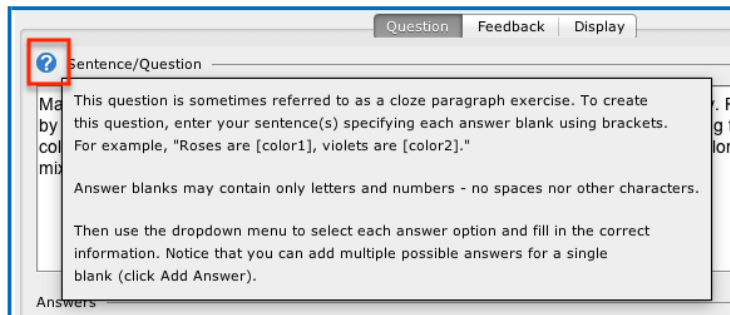 Question Feedback Display
? Sentence/Question
Ma
by
col
mix
This question is sometimes referred to as a cloze paragraph exercise. To create
this question, enter your sentence(s) specifying each answer blank using brackets.
For example, "Roses are [color1], violets are [color2]."
Answer blanks may contain only letters and numbers - no spaces nor other characters.
Then use the dropdown menu to select each answer option and fill in the correct
information. Notice that you can add multiple possible answers for a single
blank (click Add Answer).
Answers